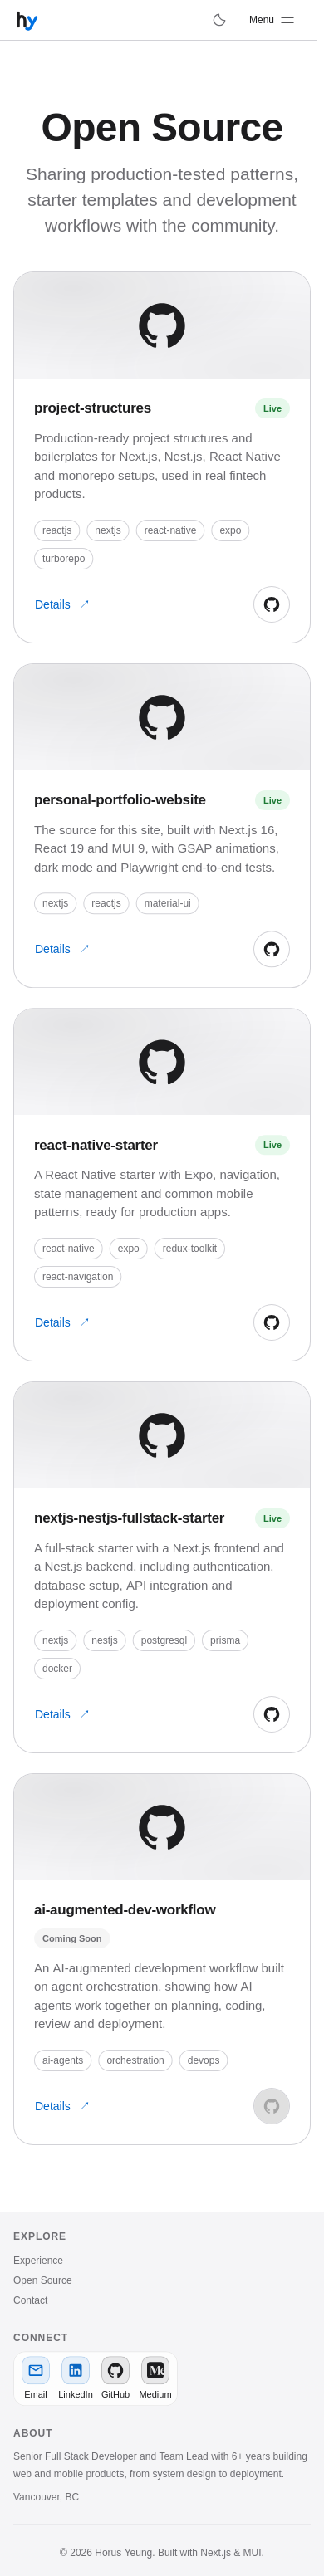 hy
Menu
Open Source
Sharing production-tested patterns,
starter templates and development
workflows with the community.
project-structures
Live
Production-ready project structures and
boilerplates for Next.js, Nest.js, React Native
and monorepo setups, used in real fintech
products.
reactjs nextjs react-native expo
turborepo
Details ↗
personal-portfolio-website
Live
The source for this site, built with Next.js 16,
React 19 and MUI 9, with GSAP animations,
dark mode and Playwright end-to-end tests.
nextjs reactjs material-ui
Details ↗
react-native-starter
Live
A React Native starter with Expo, navigation,
state management and common mobile
patterns, ready for production apps.
react-native expo redux-toolkit
react-navigation
Details ↗
nextjs-nestjs-fullstack-starter
Live
A full-stack starter with a Next.js frontend and
a Nest.js backend, including authentication,
database setup, API integration and
deployment config.
nextjs nestjs postgresql prisma
docker
Details ↗
ai-augmented-dev-workflow
Coming Soon
An AI-augmented development workflow built
on agent orchestration, showing how AI
agents work together on planning, coding,
review and deployment.
ai-agents orchestration devops
Details ↗
EXPLORE
Experience
Open Source
Contact
CONNECT
Email LinkedIn GitHub Medium
ABOUT
Senior Full Stack Developer and Team Lead with 6+ years building
web and mobile products, from system design to deployment.
Vancouver, BC
© 2026 Horus Yeung. Built with Next.js & MUI.